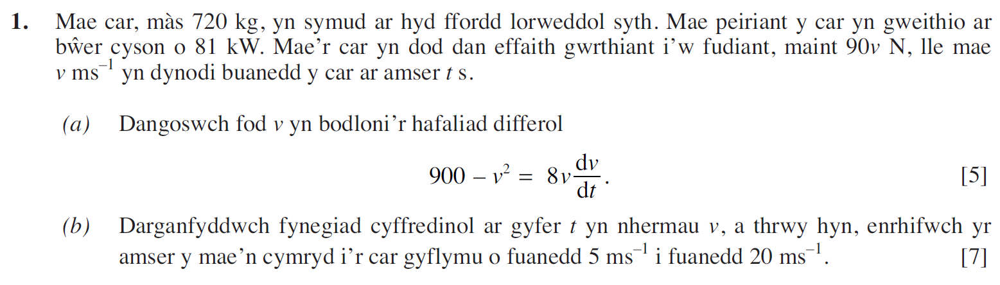 1. Mae car, màs 720 kg, yn symud ar hyd ffordd lorweddol syth. Mae peiriant y car yn gweithio ar
bŵer cyson o 81 kW. Mae’r car yn dod dan effaith gwrthiant i’w fudiant, maint 90v N, lle mae
v ms⁻¹ yn dynodi buanedd y car ar amser t s.
(a) Dangoswch fod v yn bodloni’r hafaliad differol
900 – v² = 8v dv/dt. [5]
(b) Darganfyddwch fynegiad cyffredinol ar gyfer t yn nhermau v, a thrwy hyn, enrhifwch yr
amser y mae’n cymryd i’r car gyflymu o fuanedd 5 ms⁻¹ i fuanedd 20 ms⁻¹. [7]